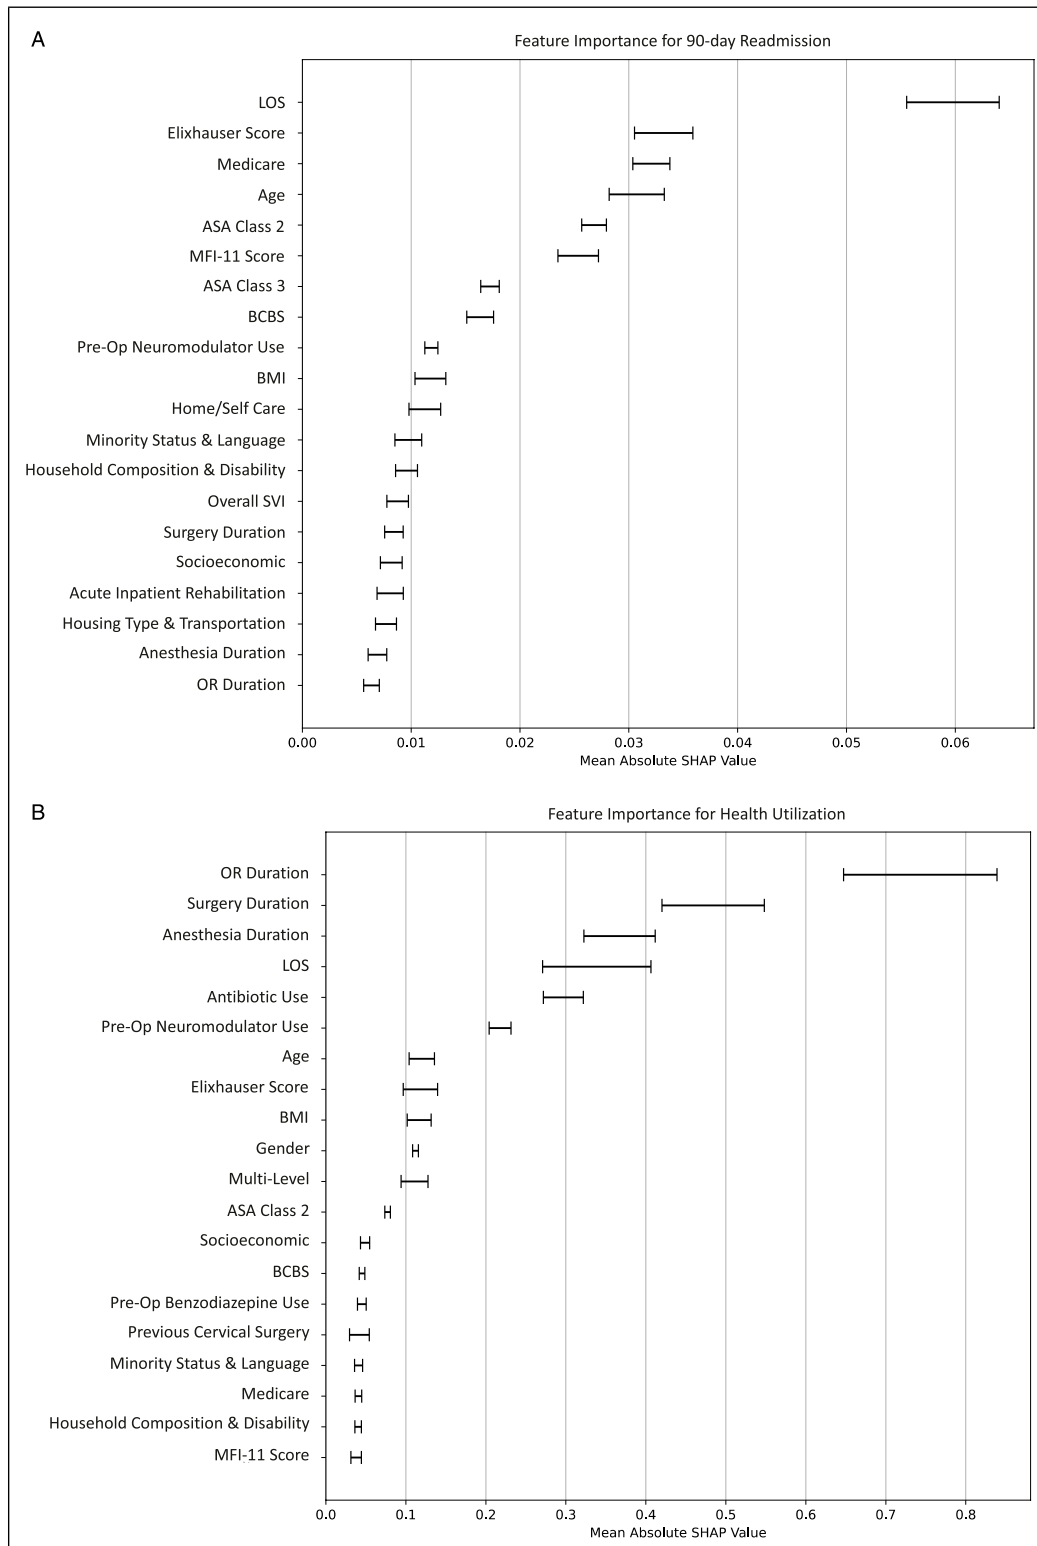 A
Feature Importance for 90-day Readmission
LOS
Elixhauser Score
Medicare
Age
ASA Class 2
MFI-11 Score
ASA Class 3
BCBS
Pre-Op Neuromodulator Use
BMI
Home/Self Care
Minority Status & Language
Household Composition & Disability
Overall SVI
Surgery Duration
Socioeconomic
Acute Inpatient Rehabilitation
Housing Type & Transportation
Anesthesia Duration
OR Duration
0.00 0.01 0.02 0.03 0.04 0.05 0.06
Mean Absolute SHAP Value
B
Feature Importance for Health Utilization
OR Duration
Surgery Duration
Anesthesia Duration
LOS
Antibiotic Use
Pre-Op Neuromodulator Use
Age
Elixhauser Score
BMI
Gender
Multi-Level
ASA Class 2
Socioeconomic
BCBS
Pre-Op Benzodiazepine Use
Previous Cervical Surgery
Minority Status & Language
Medicare
Household Composition & Disability
MFI-11 Score
0.0 0.1 0.2 0.3 0.4 0.5 0.6 0.7 0.8
Mean Absolute SHAP Value